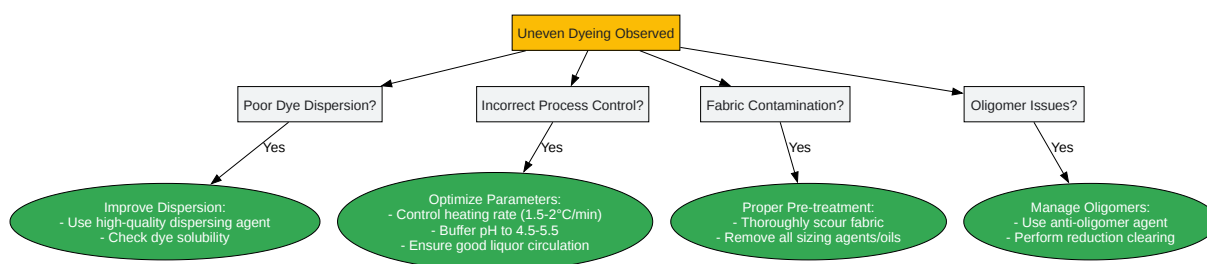 Uneven Dyeing Observed
Poor Dye Dispersion?
Incorrect Process Control?
Fabric Contamination?
Oligomer Issues?
Yes
Yes
Yes
Yes
Improve Dispersion:
- Use high-quality dispersing agent
- Check dye solubility
Optimize Parameters:
- Control heating rate (1.5-2°C/min)
- Buffer pH to 4.5-5.5
- Ensure good liquor circulation
Proper Pre-treatment:
- Thoroughly scour fabric
- Remove all sizing agents/oils
Manage Oligomers:
- Use anti-oligomer agent
- Perform reduction clearing